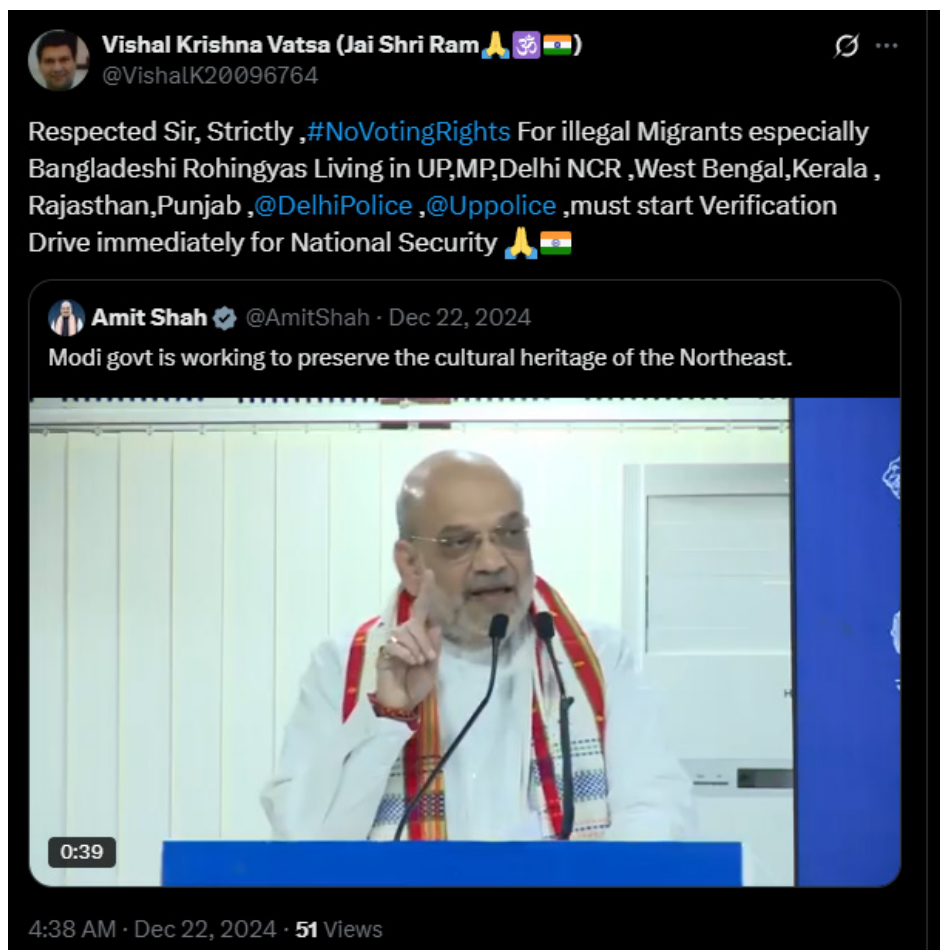 Vishal Krishna Vatsa (Jai Shri Ram🙏🕉️🇮🇳)
@VishalK20096764
Respected Sir, Strictly ,#NoVotingRights For illegal Migrants especially
Bangladeshi Rohingyas Living in UP,MP,Delhi NCR ,West Bengal,Kerala ,
Rajasthan,Punjab ,@DelhiPolice ,@Uppolice ,must start Verification
Drive immediately for National Security 🙏🇮🇳
Amit Shah @AmitShah · Dec 22, 2024
Modi govt is working to preserve the cultural heritage of the Northeast.
H
0:39
4:38 AM · Dec 22, 2024 · 51 Views